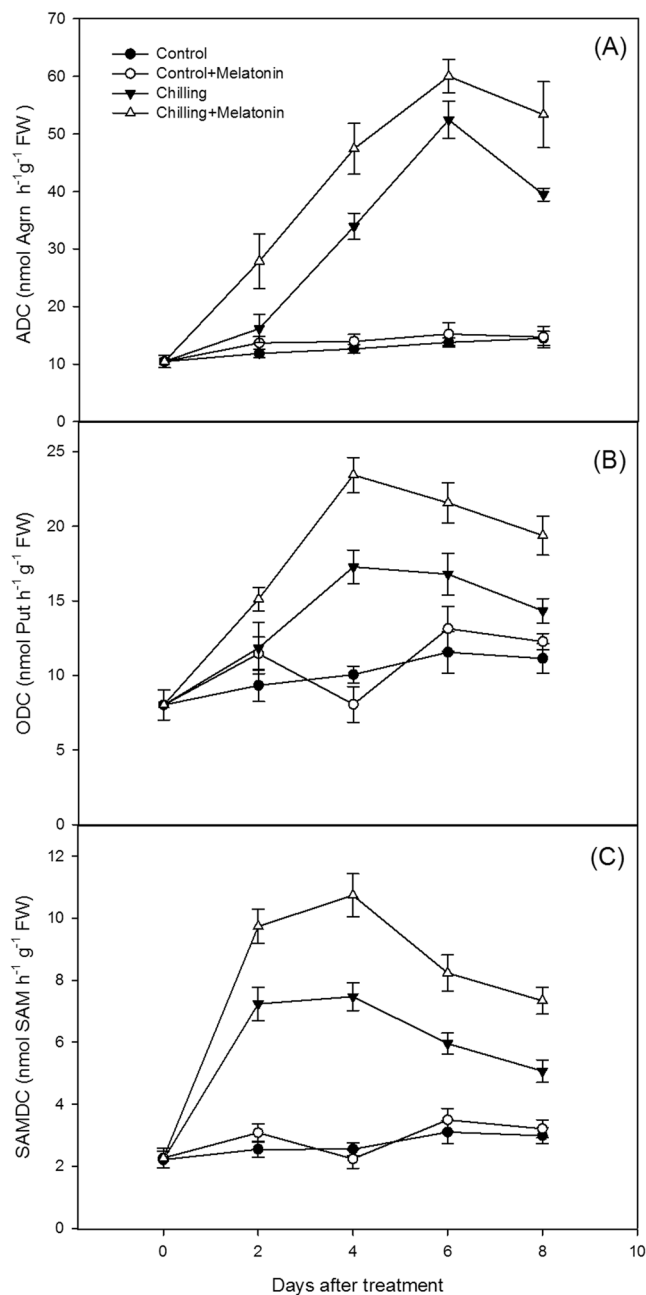 (A)
Control
Control+Melatonin
Chilling
Chilling+Melatonin
ADC (nmol Agrn h⁻¹g⁻¹ FW )
70
60
50
40
30
20
10
0
(B)
ODC (nmol Put h⁻¹ g⁻¹ FW)
25
20
15
10
5
0
(C)
SAMDC (nmol SAM h⁻¹ g⁻¹ FW)
12
10
8
6
4
2
0
0 2 4 6 8 10
Days after treatment